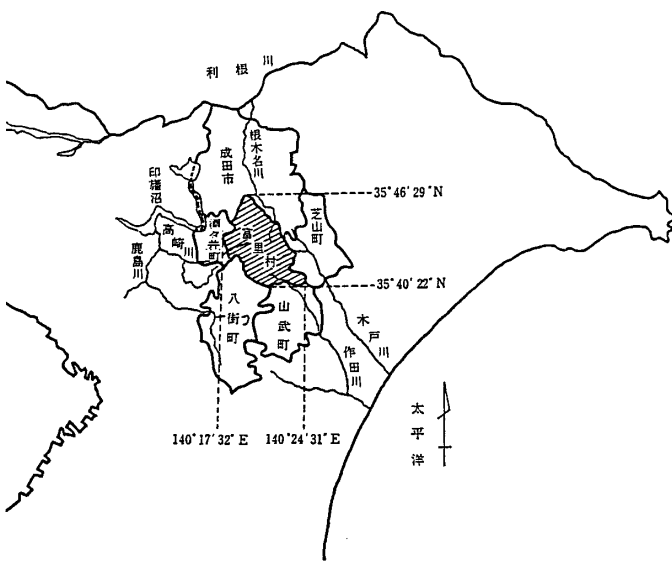 利根川
根木名川
成田市
印旛沼
35° 46′ 29″ N
芝山町
高崎川
酒々井町
富里村
鹿島川
35° 40′ 22″ N
八街町
山武町
木戸川
作田川
太平洋
140° 17′ 32″ E
140° 24′ 31″ E